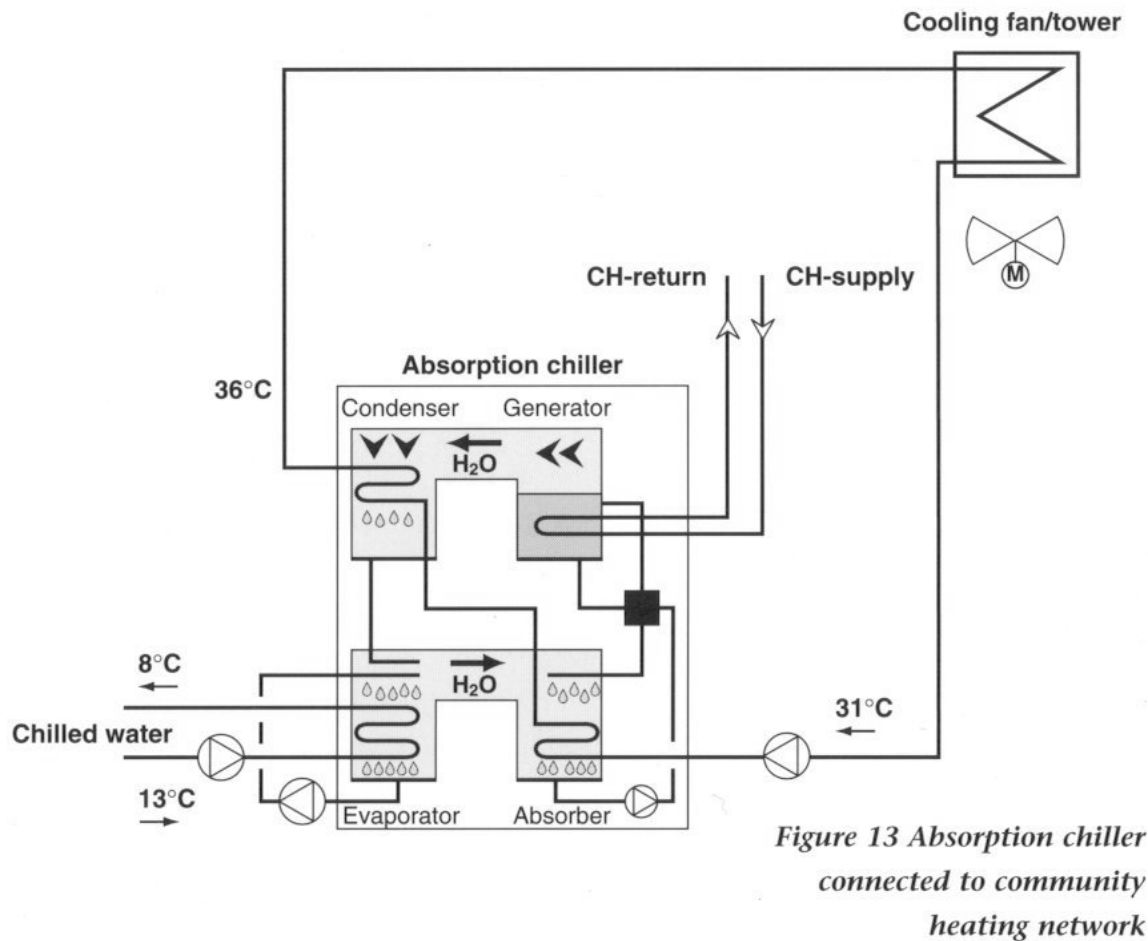 Cooling fan/tower
M
CH-return
CH-supply
Absorption chiller
36°C
Condenser
Generator
H₂O
8°C
H₂O
Chilled water
31°C
13°C
Evaporator
Absorber
Figure 13 Absorption chiller
connected to community
heating network